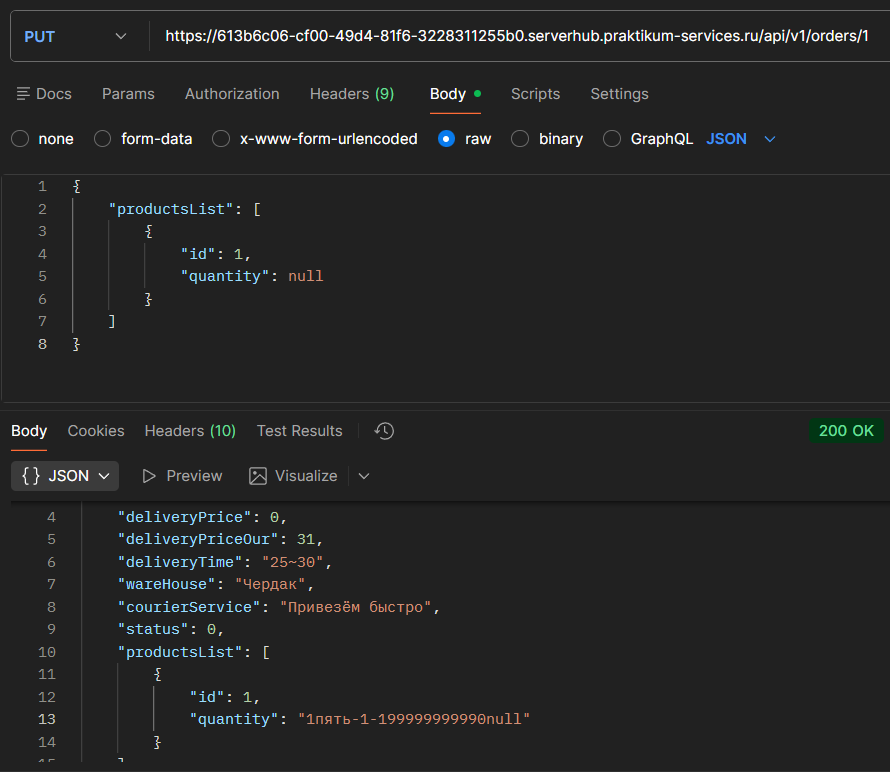 PUT https://613b6c06-cf00-49d4-81f6-3228311255b0.serverhub.praktikum-services.ru/api/v1/orders/1
Docs Params Authorization Headers (9) Body Scripts Settings
none form-data x-www-form-urlencoded raw binary GraphQL JSON
1 {
2 "productsList": [
3 {
4 "id": 1,
5 "quantity": null
6 }
7 ]
8 }
Body Cookies Headers (10) Test Results 200 OK
{} JSON Preview Visualize
4 "deliveryPrice": 0,
5 "deliveryPriceOur": 31,
6 "deliveryTime": "25~30",
7 "wareHouse": "Чердак",
8 "courierService": "Привезём быстро",
9 "status": 0,
10 "productsList": [
11 {
12 "id": 1,
13 "quantity": "1пять-1-199999999990null"
14 }